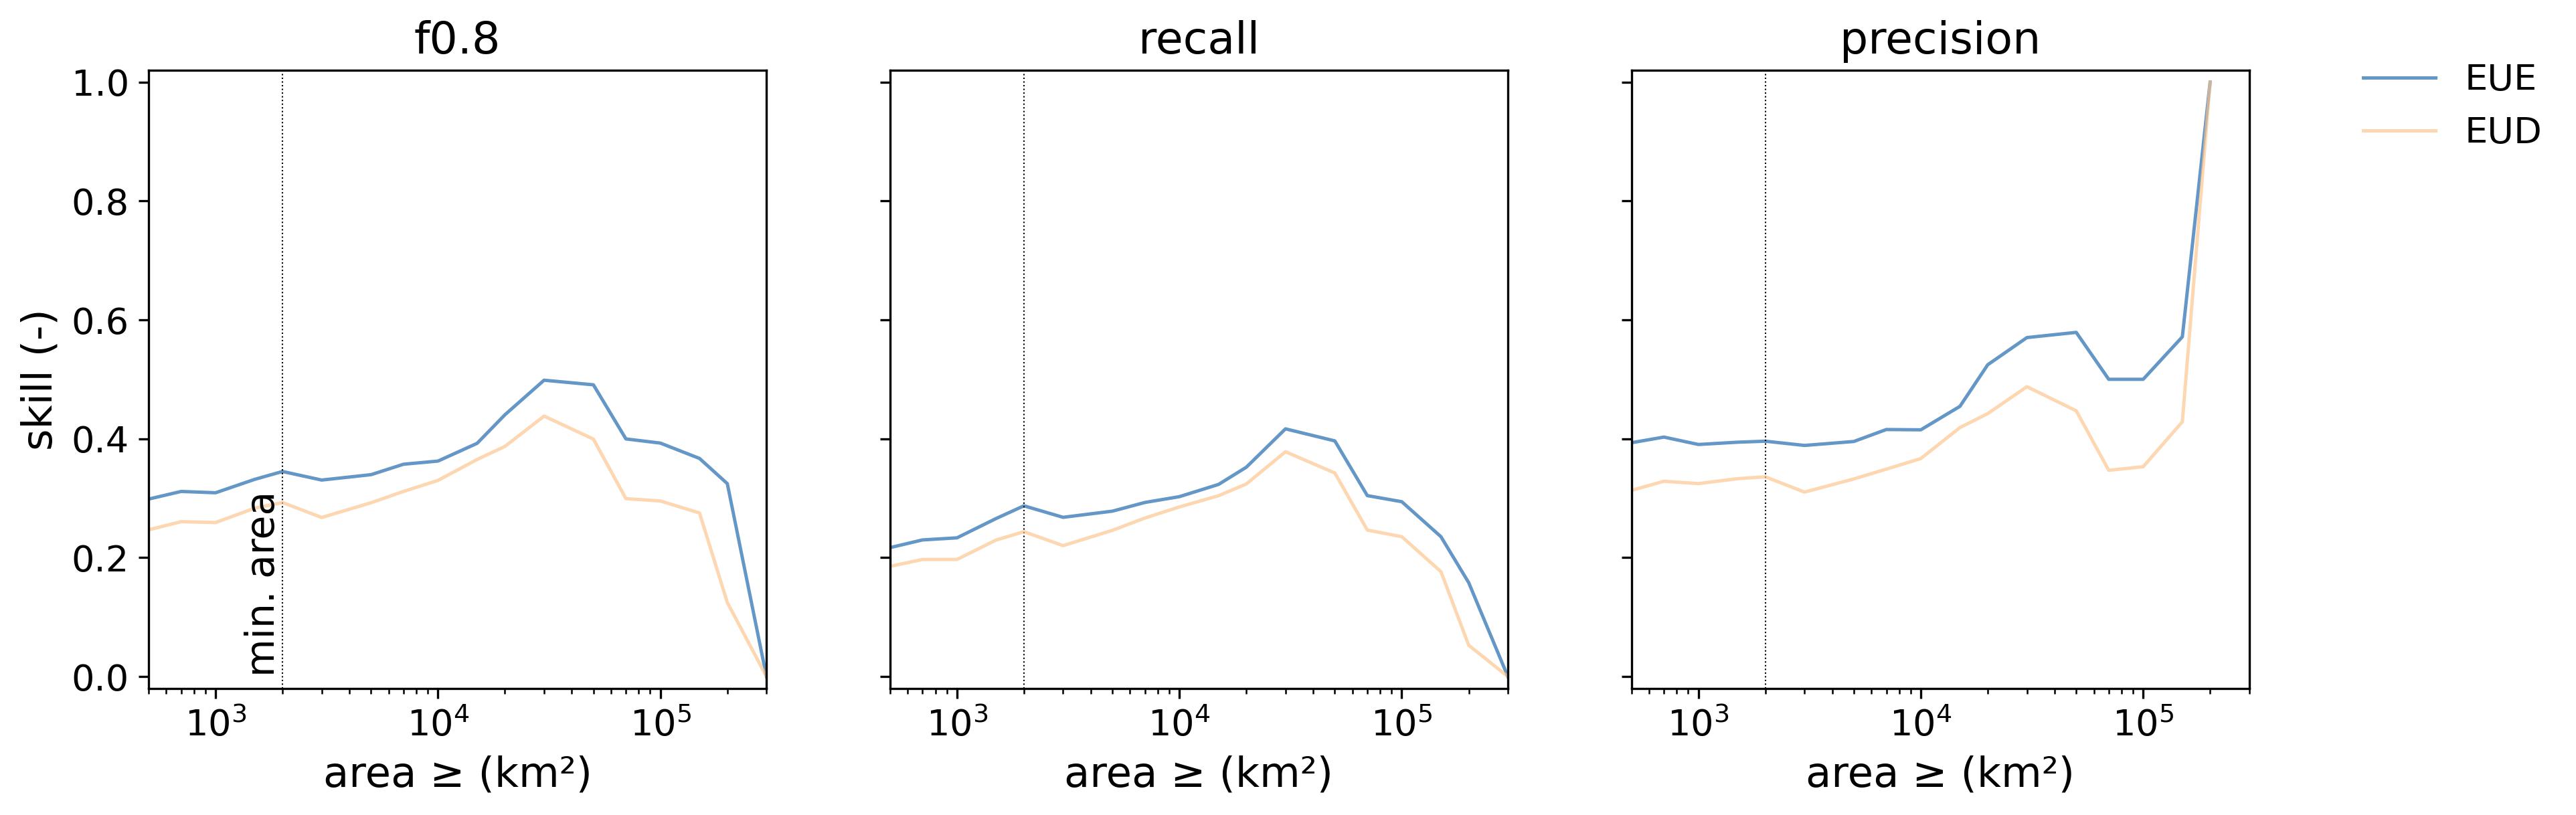 f0.8
recall
precision
EUE
EUD
skill (-)
1.0
0.8
0.6
0.4
0.2
0.0
min. area
10³
10⁴
10⁵
10³
10⁴
10⁵
10³
10⁴
10⁵
area ≥ (km²)
area ≥ (km²)
area ≥ (km²)